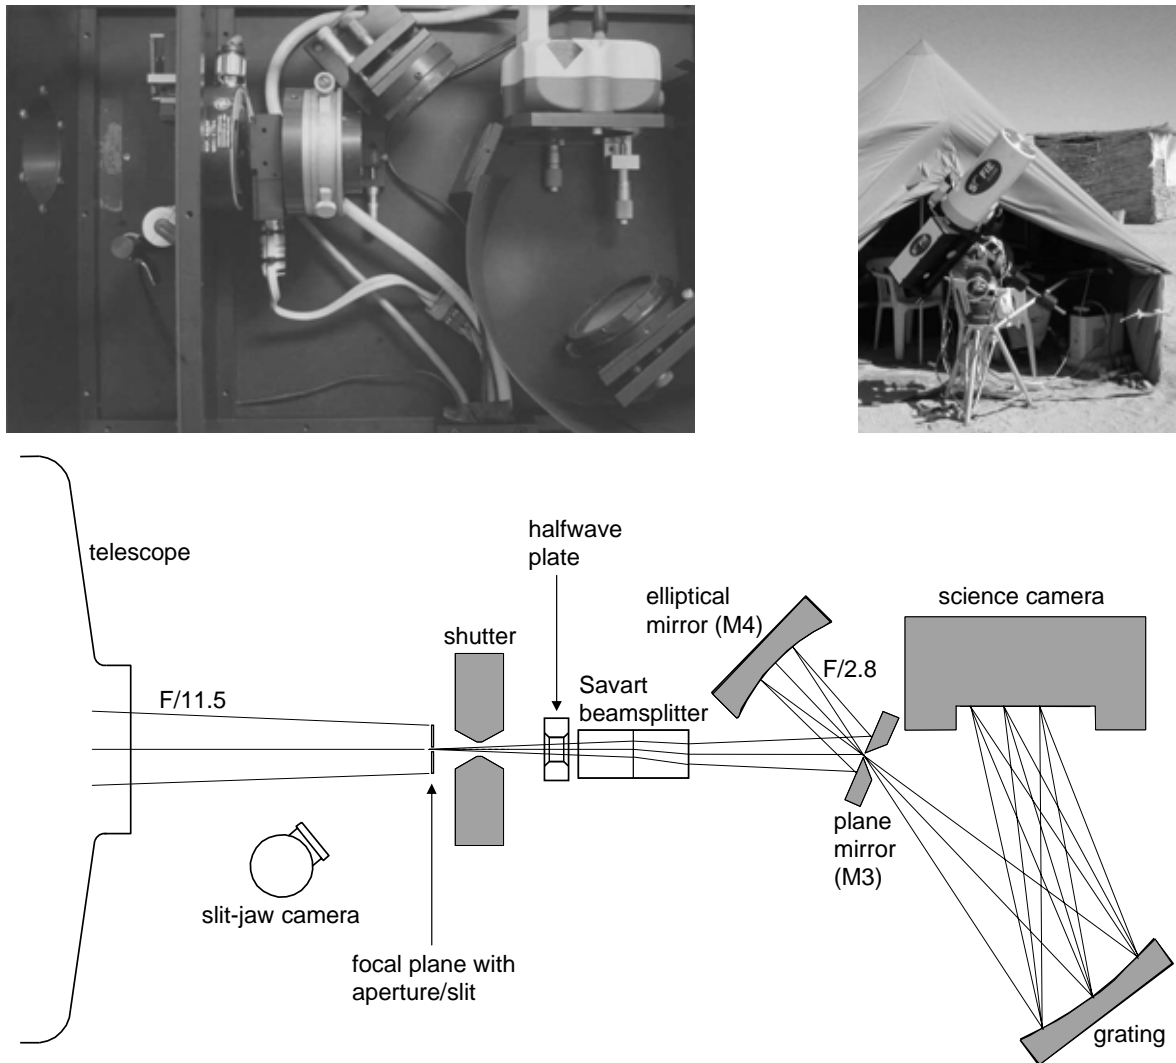 telescope
F/11.5
shutter
halfwave
plate
Savart
beamsplitter
elliptical
mirror (M4)
F/2.8
science camera
plane
mirror
(M3)
slit-jaw camera
focal plane with
aperture/slit
grating